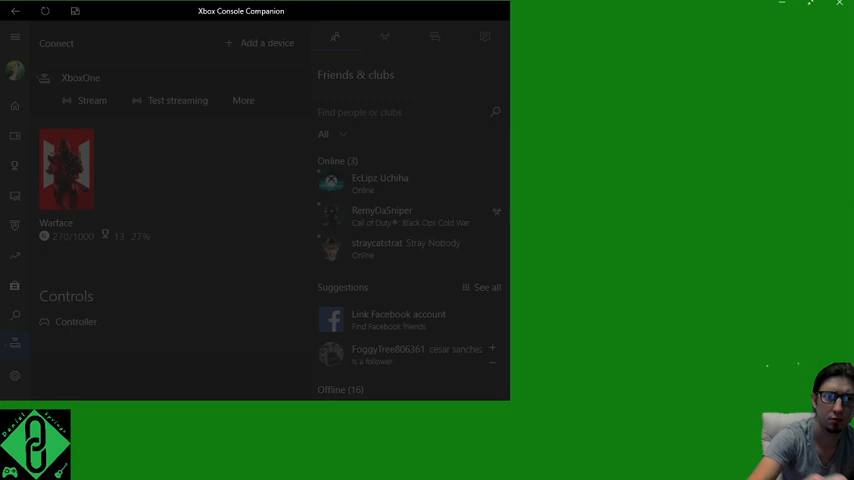 Xbox Console Companion
Connect
+ Add a device
XboxOne
Stream
Test streaming
More
Warface
270/1000 13 27%
Controls
Controller
Friends & clubs
Find people or clubs
All
Online (3)
EcLipz Uchiha
Online
RemyDaSniper
Call of Duty®: Black Ops Cold War
straycatstrat Stray Nobody
Online
Suggestions
See all
Link Facebook account
Find Facebook friends
FoggyTree806361 cesar sanchez
Is a follower
Offline (16)
Daniel Springs